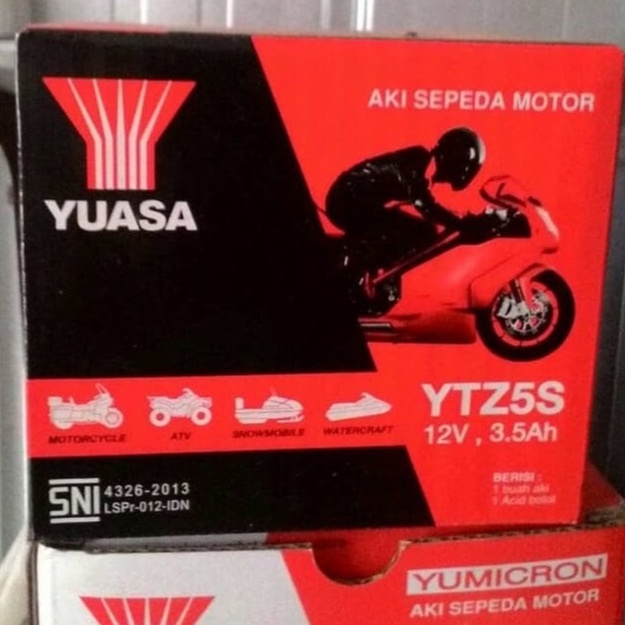 YUASA
AKI SEPEDA MOTOR
MOTORCYCLE
ATV
SNOWMOBILE
WATERCRAFT
YTZ5S
12V , 3.5Ah
SNI 4326-2013
LSPr-012-IDN
BERISI :
1 buah aki
1 Acid botol
YUMICRON
AKI SEPEDA MOTOR